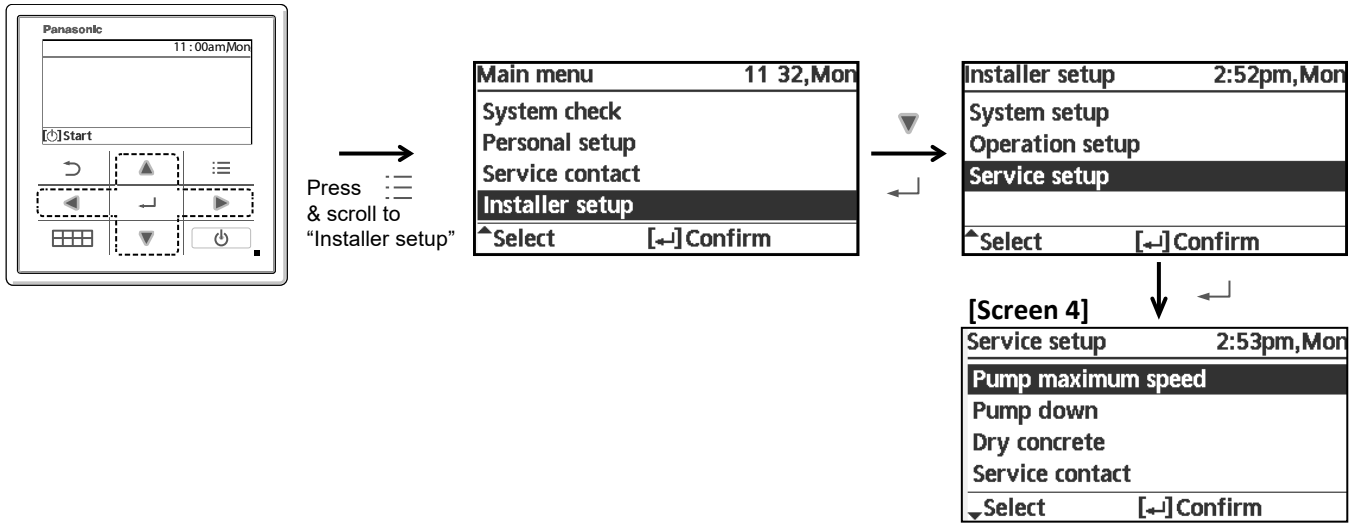 Panasonic
11 : 00am,Mon
[⏻]Start
Press
& scroll to
“Installer setup”
Main menu 11 32,Mon
System check
Personal setup
Service contact
Installer setup
Select [↵]Confirm
Installer setup 2:52pm,Mon
System setup
Operation setup
Service setup
Select [↵]Confirm
[Screen 4]
Service setup 2:53pm,Mon
Pump maximum speed
Pump down
Dry concrete
Service contact
Select [↵]Confirm